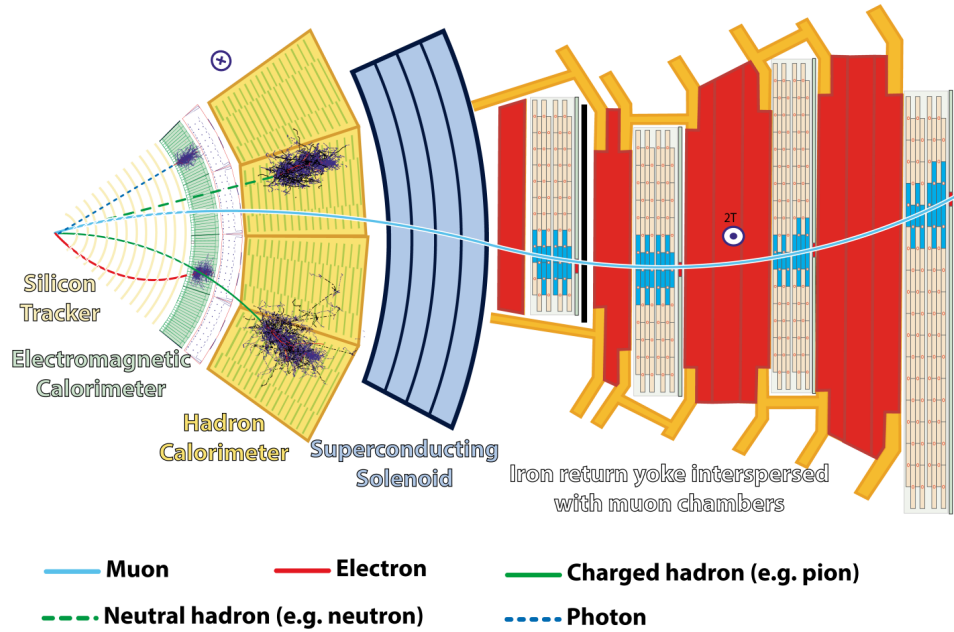 2T
Silicon
Tracker
Electromagnetic
Calorimeter
Hadron
Calorimeter
Superconducting
Solenoid
Iron return yoke interspersed
with muon chambers
Muon
Electron
Charged hadron (e.g. pion)
Neutral hadron (e.g. neutron)
Photon